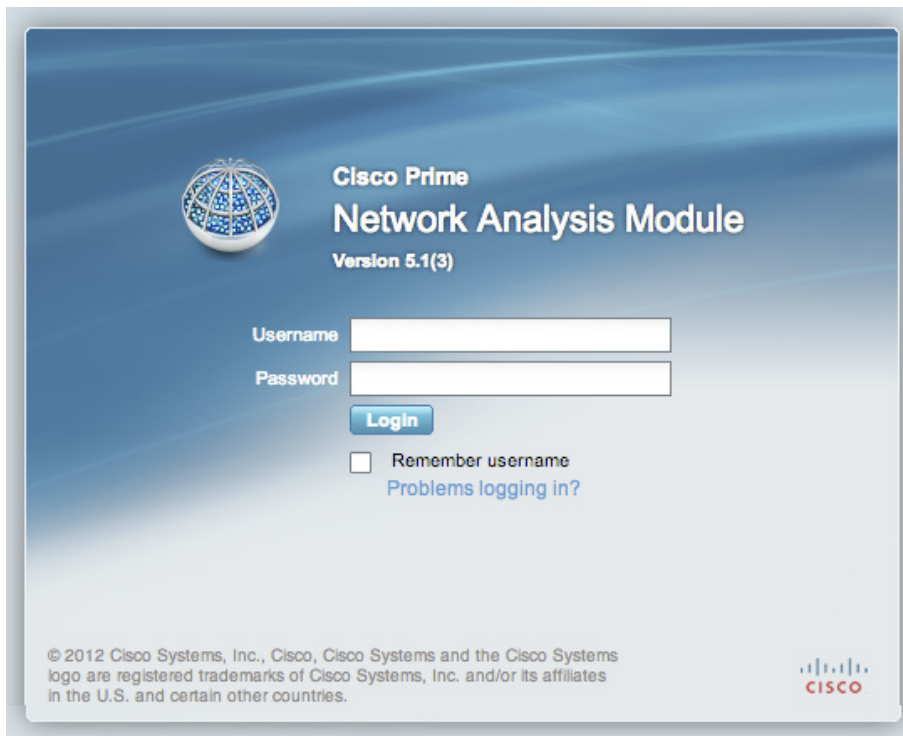 Cisco Prime
Network Analysis Module
Version 5.1(3)
Username
Password
Login
Remember username
Problems logging in?
© 2012 Cisco Systems, Inc., Cisco, Cisco Systems and the Cisco Systems
logo are registered trademarks of Cisco Systems, Inc. and/or its affiliates
in the U.S. and certain other countries.
CISCO